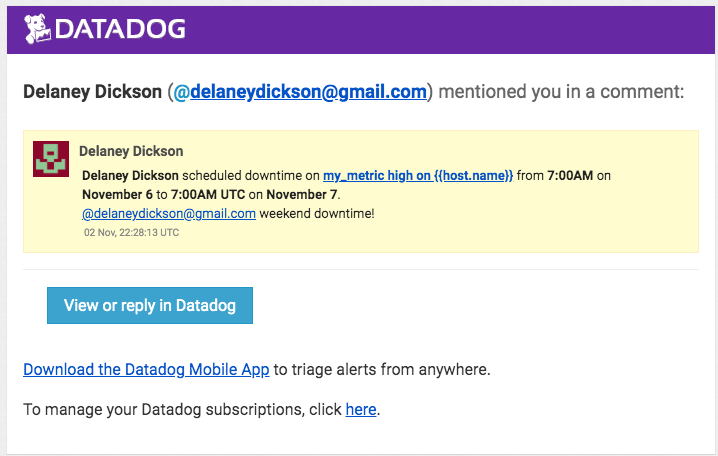 DATADOG
Delaney Dickson (@delaneydickson@gmail.com) mentioned you in a comment:
Delaney Dickson
Delaney Dickson scheduled downtime on my_metric high on {{host.name}} from 7:00AM on
November 6 to 7:00AM UTC on November 7.
@delaneydickson@gmail.com weekend downtime!
02 Nov, 22:28:13 UTC
View or reply in Datadog
Download the Datadog Mobile App to triage alerts from anywhere.
To manage your Datadog subscriptions, click here.